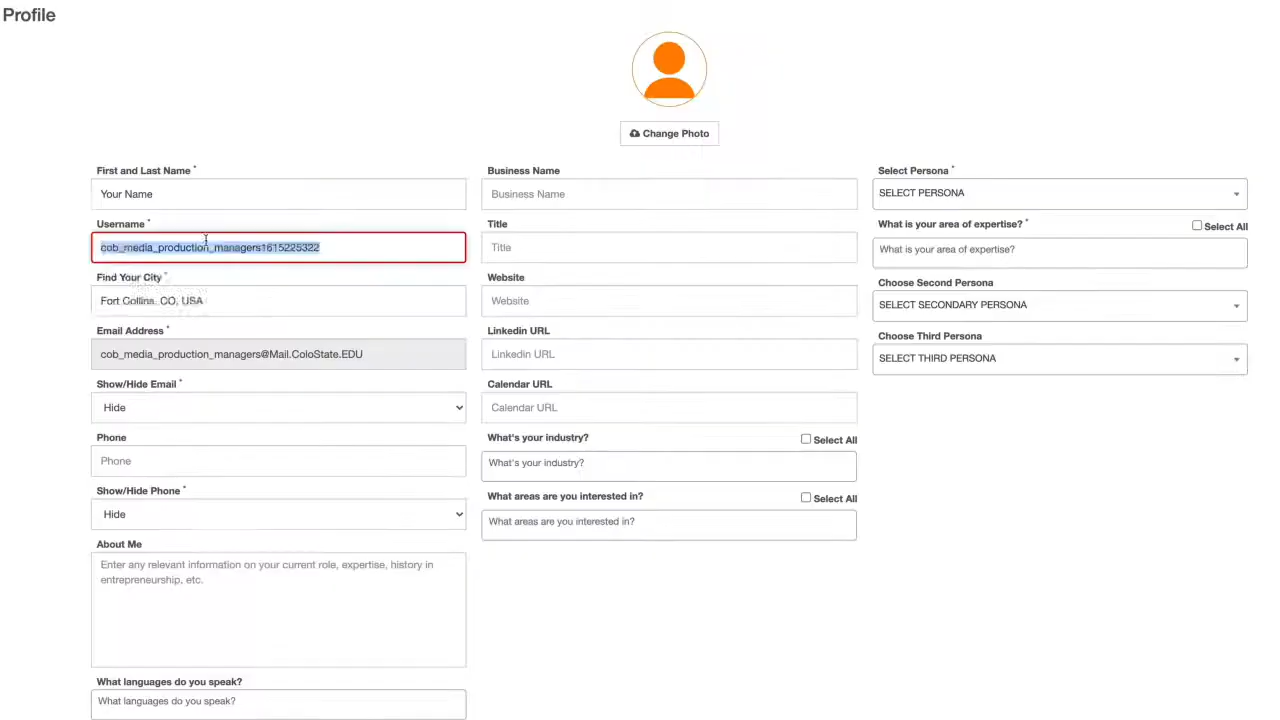 Profile
Change Photo
First and Last Name *
Your Name
Username *
cob_media_production_managers1615225322
Find Your City *
Fort Collina, CO, USA
Email Address *
cob_media_production_managers@Mail.ColoState.EDU
Show/Hide Email *
Hide
Phone
Phone
Show/Hide Phone *
Hide
About Me
Enter any relevant information on your current role, expertise, history in
entrepreneurship, etc.
What languages do you speak?
What languages do you speak?
Business Name
Business Name
Title
Title
Website
Website
Linkedin URL
Linkedin URL
Calendar URL
Calendar URL
What's your industry?
Select All
What's your industry?
What areas are you interested in?
Select All
What areas are you interested in?
Select Persona *
SELECT PERSONA
What is your area of expertise? *
Select All
What is your area of expertise?
Choose Second Persona
SELECT SECONDARY PERSONA
Choose Third Persona
SELECT THIRD PERSONA